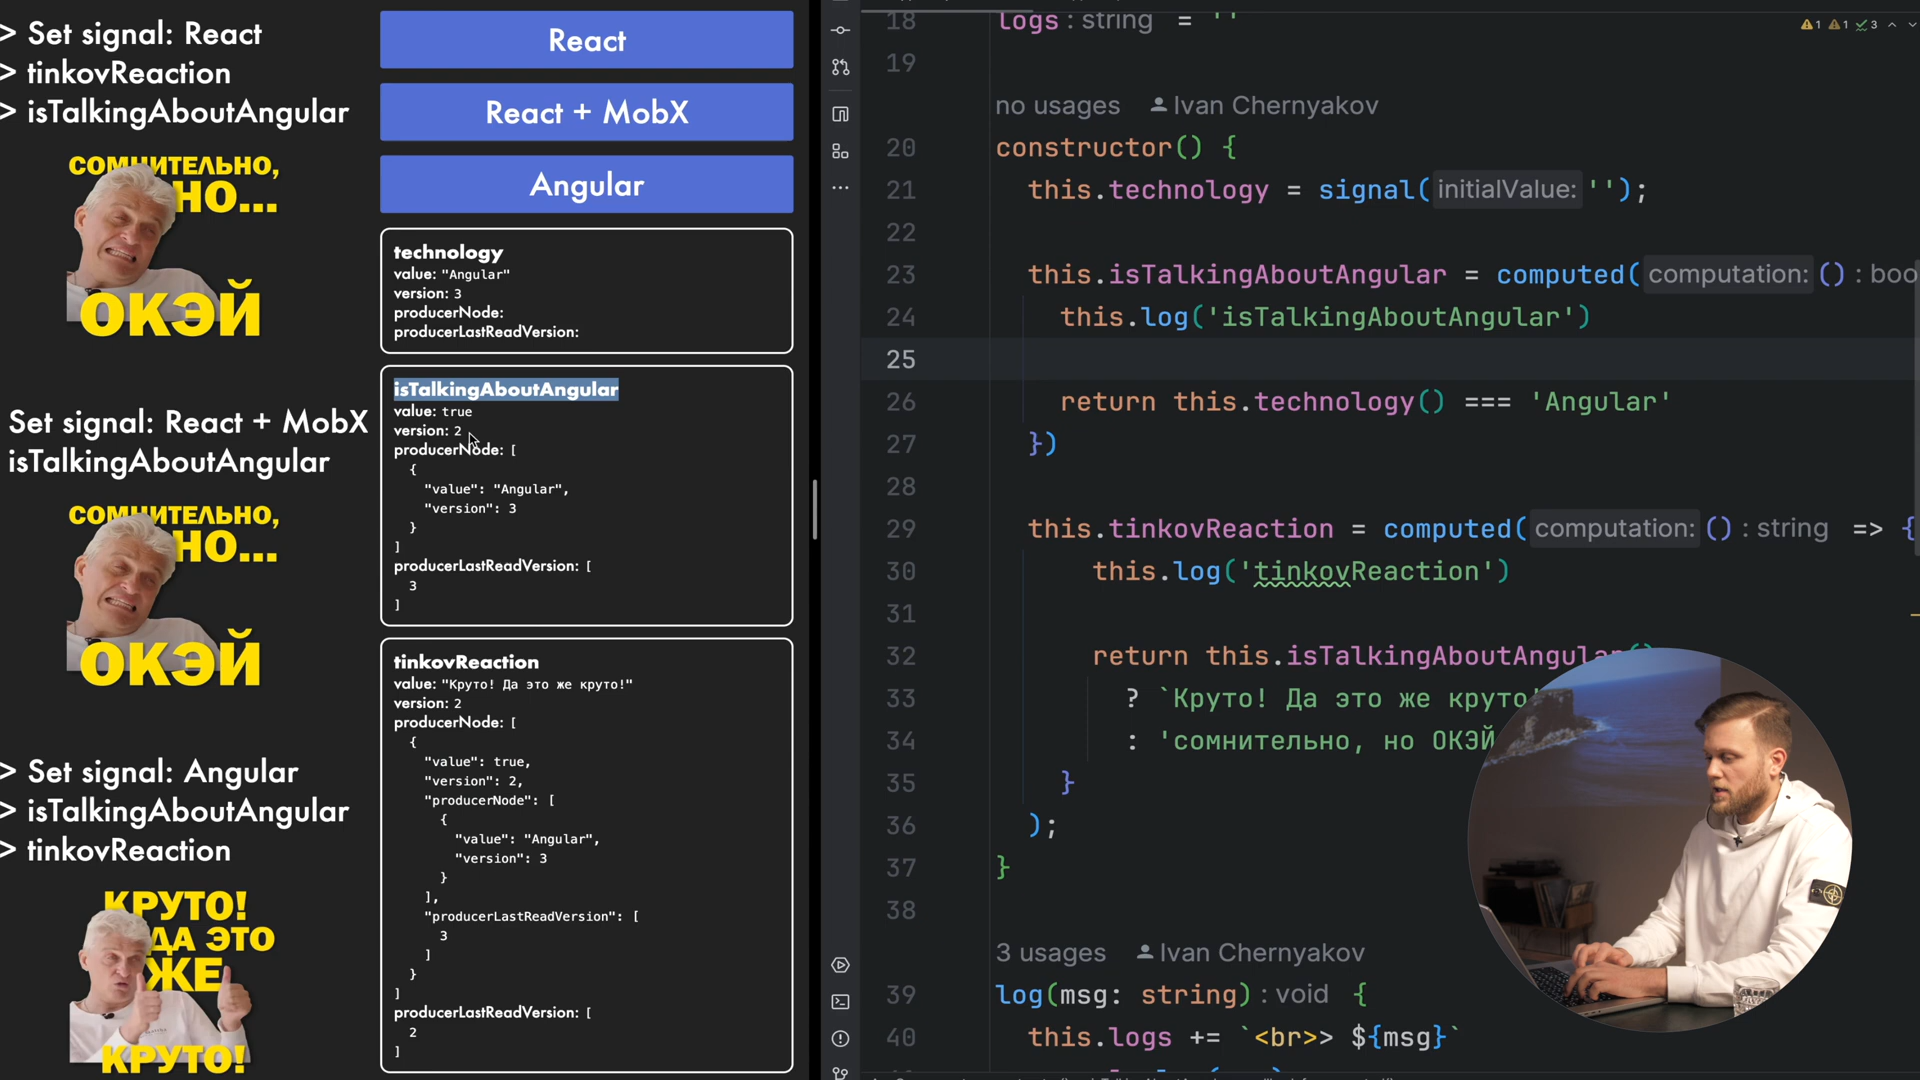 > Set signal: React
> tinkovReaction
> isTalkingAboutAngular
СОМНИТЕЛЬНО,
НО...
ОКЭЙ
Set signal: React + MobX
isTalkingAboutAngular
СОМНИТЕЛЬНО,
НО...
ОКЭЙ
> Set signal: Angular
> isTalkingAboutAngular
> tinkovReaction
КРУТО!
ДА ЭТО
ЖЕ
КРУТО!
React
React + MobX
Angular
technology
value: "Angular"
version: 3
producerNode:
producerLastReadVersion:
isTalkingAboutAngular
value: true
version: 2
producerNode: [
{
"value": "Angular",
"version": 3
}
]
producerLastReadVersion: [
3
]
tinkovReaction
value: "Круто! Да это же круто!"
version: 2
producerNode: [
{
"value": true,
"version": 2,
"producerNode": [
{
"value": "Angular",
"version": 3
}
],
"producerLastReadVersion": [
3
]
}
]
producerLastReadVersion: [
2
]
1 1 3
18 logs: string = ''
19
no usages Ivan Chernyakov
20 constructor() {
21 this.technology = signal( initialValue: '');
22
23 this.isTalkingAboutAngular = computed( computation: () : boo
24 this.log('isTalkingAboutAngular')
25
26 return this.technology() === 'Angular'
27 })
28
29 this.tinkovReaction = computed( computation: () : string => {
30 this.log('tinkovReaction')
31
32 return this.isTalkingAboutAngular()
33 ? `Круто! Да это же круто!
34 : 'сомнительно, но ОКЭЙ
35 }
36 );
37 }
38
3 usages Ivan Chernyakov
39 log(msg: string) : void {
40 this.logs += `<br>> ${msg}`